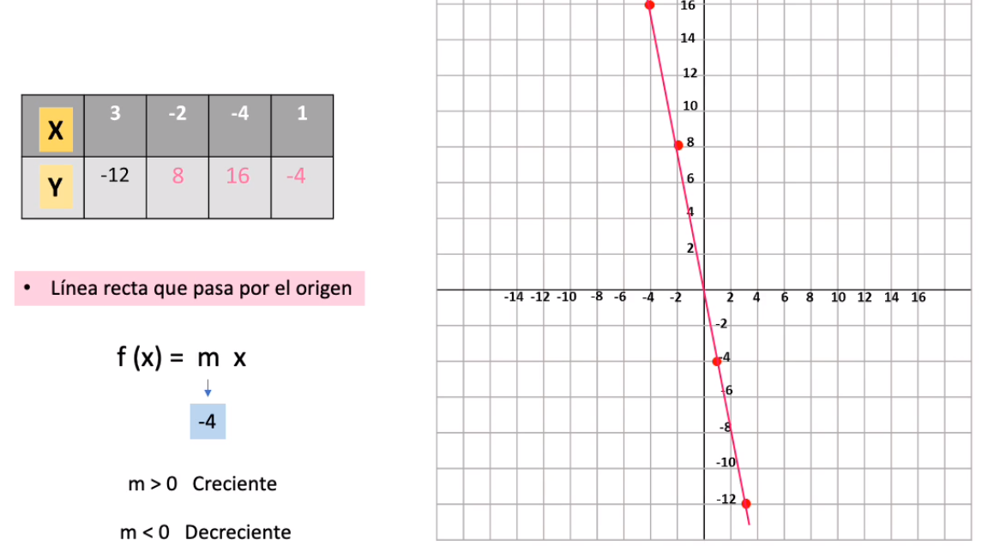 X 3 -2 -4 1
Y -12 8 16 -4
• Línea recta que pasa por el origen
f (x) = m x
-4
m > 0 Creciente
m < 0 Decreciente
16
14
12
10
8
6
4
2
-14 -12 -10 -8 -6 -4 -2 2 4 6 8 10 12 14 16
-2
-4
-6
-8
-10
-12